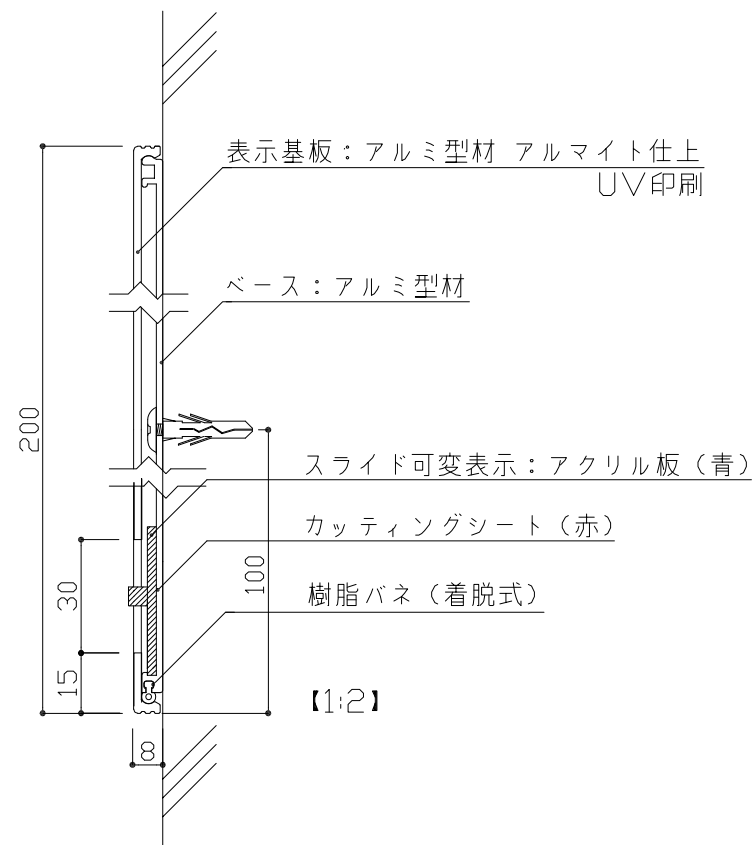 表示基板：アルミ型材 アルマイト仕上
UV印刷
ベース：アルミ型材
200
スライド可変表示：アクリル板（青）
カッティングシート（赤）
100
30
樹脂バネ（着脱式）
15
【1:2】
8